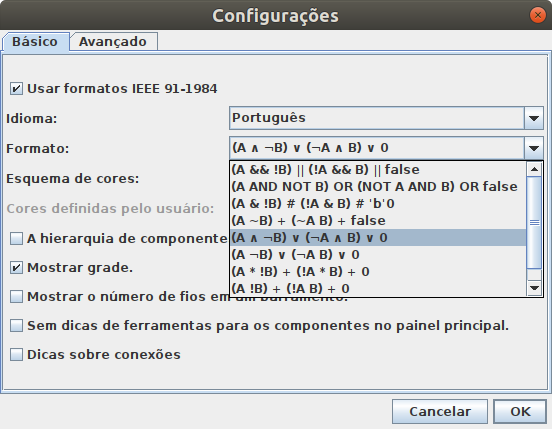 Configurações
Básico
Avançado
Usar formatos IEEE 91-1984
Idioma:
Português
Formato:
(A ∧ ¬B) ∨ (¬A ∧ B) ∨ 0
(A && !B) || (!A && B) || false
Esquema de cores:
(A AND NOT B) OR (NOT A AND B) OR false
(A & !B) # (!A & B) # 'b'0
Cores definidas pelo usuário:
(A ~B) + (~A B) + false
A hierarquia de componente
(A ∧ ¬B) ∨ (¬A ∧ B) ∨ 0
(A ¬B) ∨ (¬A B) ∨ 0
Mostrar grade.
(A * !B) + (!A * B) + 0
(A !B) + (!A B) + 0
Mostrar o número de fios em um barramento.
Sem dicas de ferramentas para os componentes no painel principal.
Dicas sobre conexões
Cancelar
OK